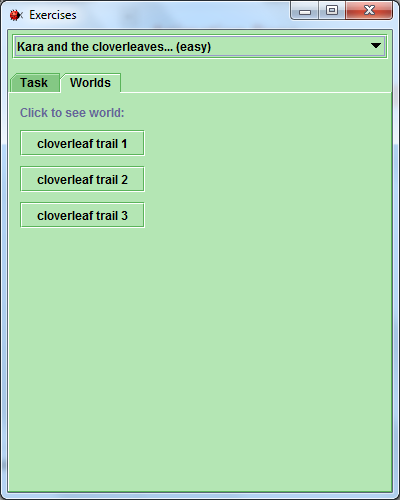 Exercises
Kara and the cloverleaves... (easy)
Task Worlds
Click to see world:
cloverleaf trail 1
cloverleaf trail 2
cloverleaf trail 3